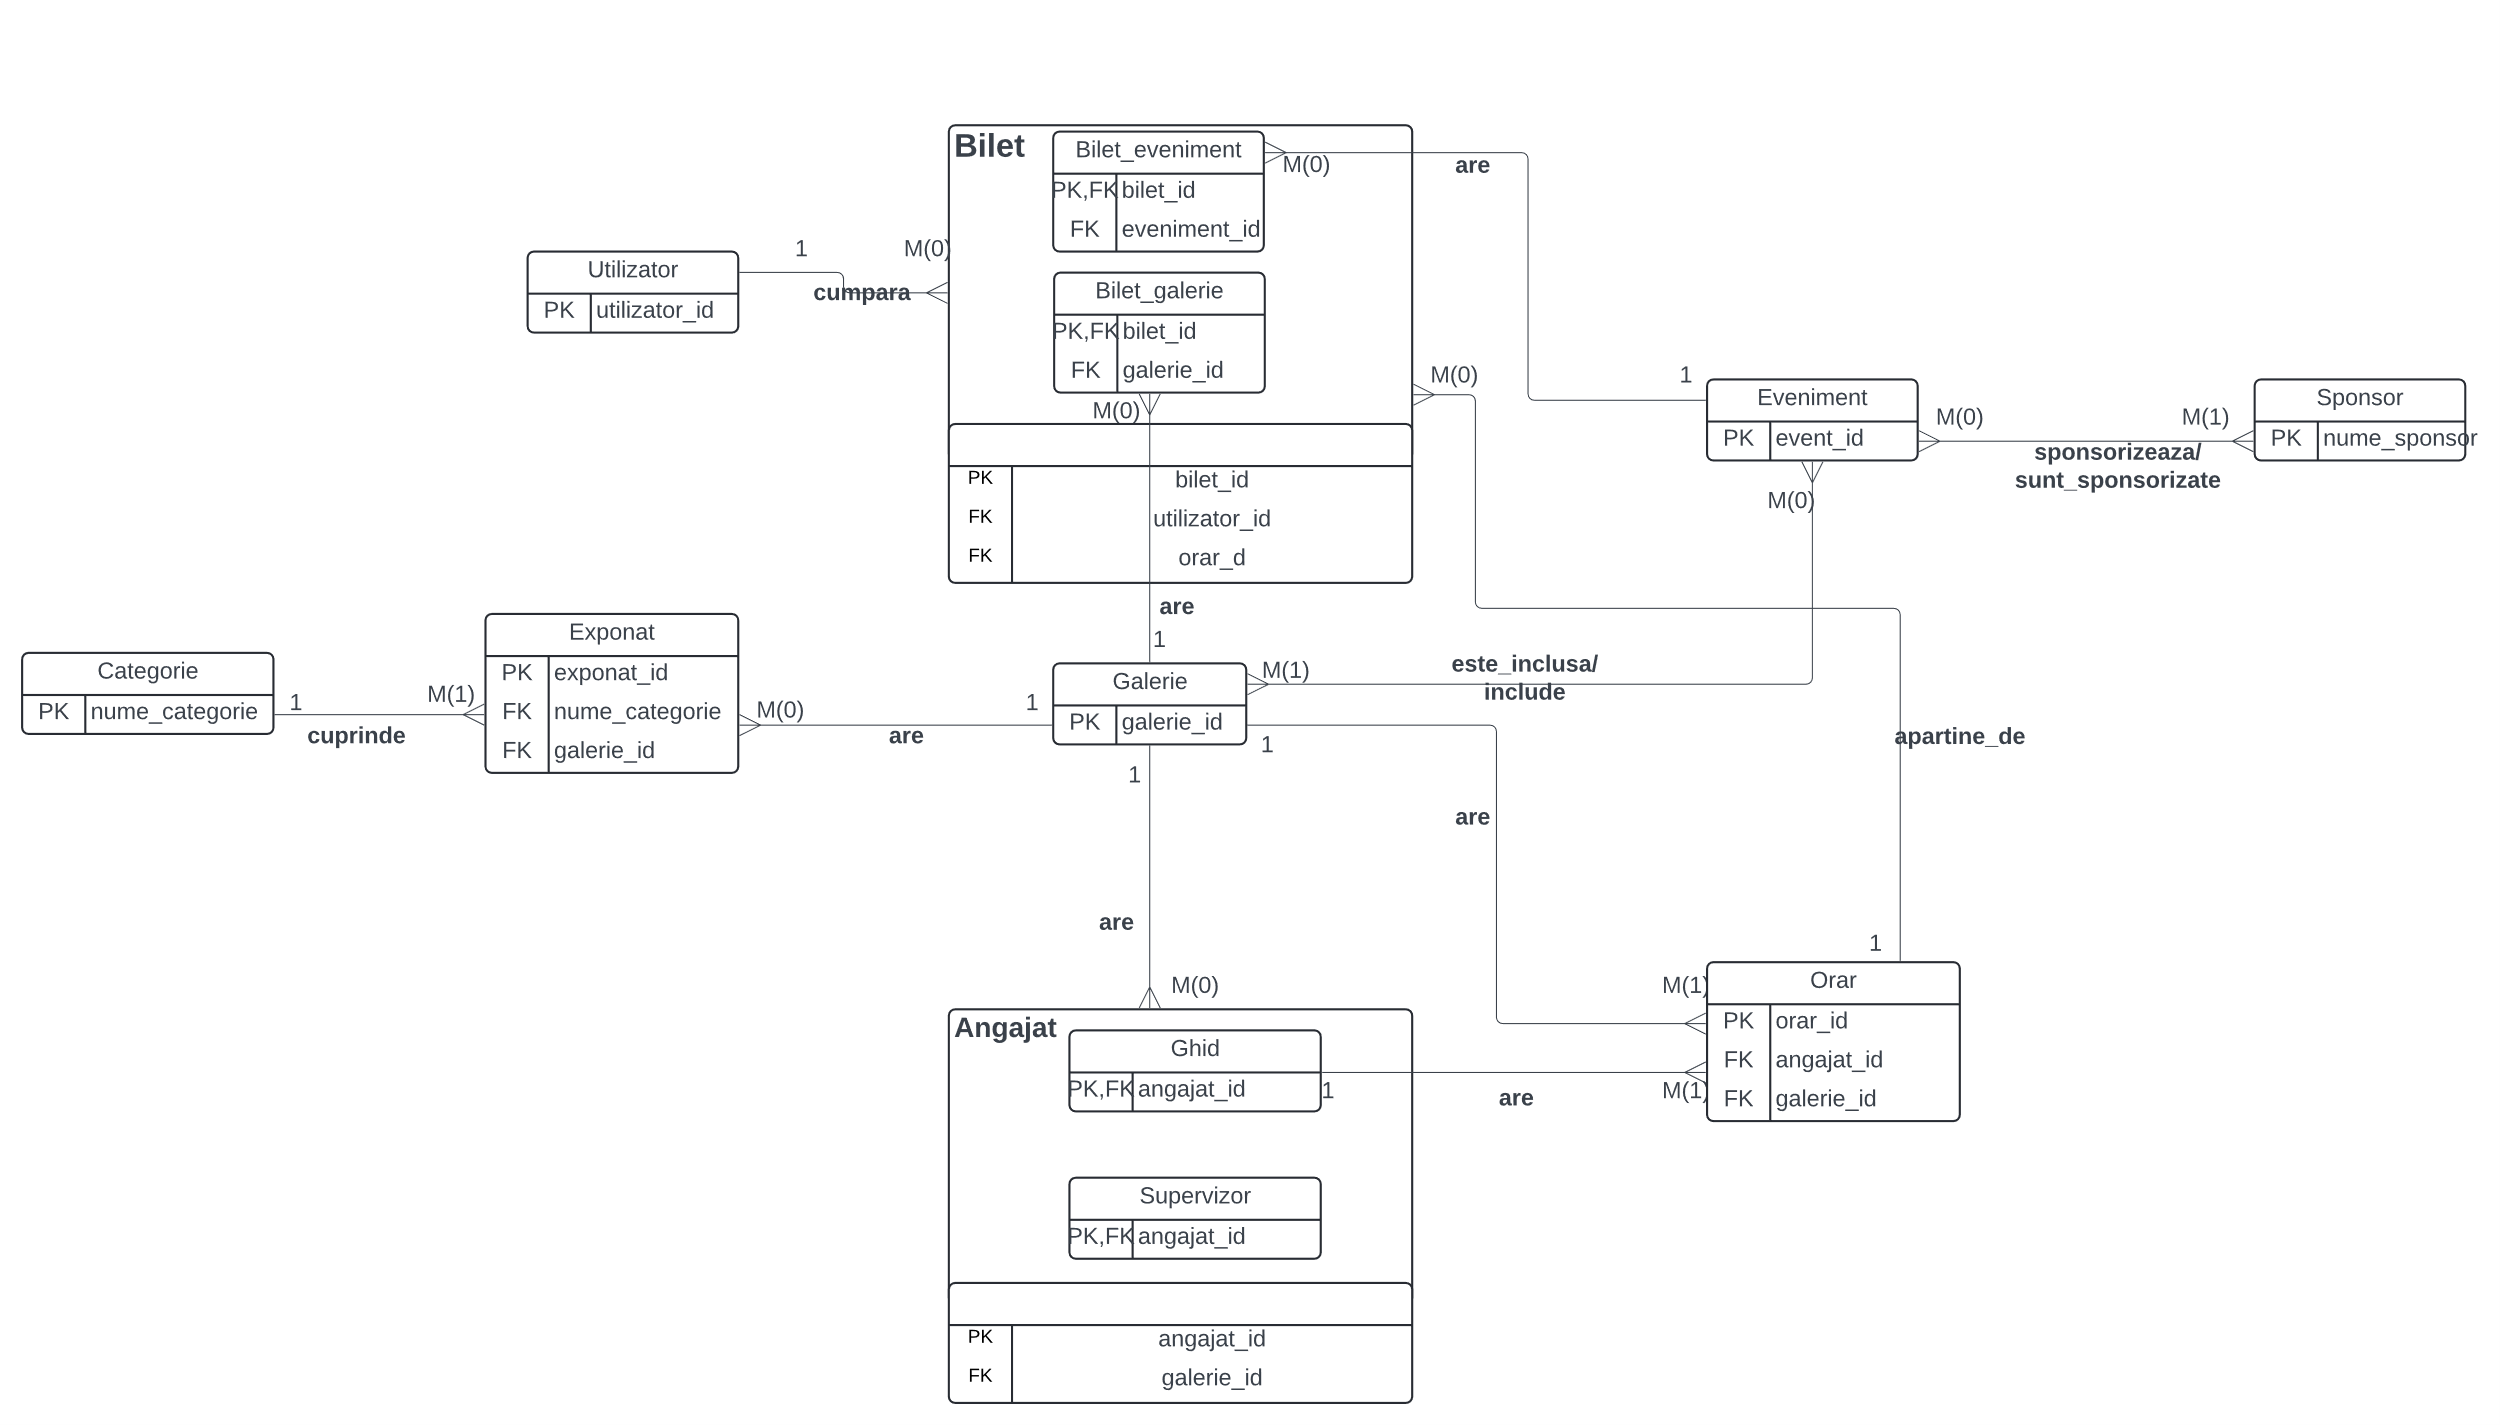 Bilet
Bilet_eveniment
PK,FK bilet_id
FK eveniment_id
M(0)
are
Utilizator
PK utilizator_id
1
M(0)
cumpara
Bilet_galerie
PK,FK bilet_id
FK galerie_id
M(0)
M(0)
1
Eveniment
PK event_id
M(0)
M(1)
sponsorizeaza/
sunt_sponsorizate
Sponsor
PK nume_sponsor
M(0)
PK bilet_id
FK utilizator_id
FK orar_d
are
1
Categorie
PK nume_categorie
1
M(1)
cuprinde
Exponat
PK exponat_id
FK nume_categorie
FK galerie_id
M(0)
1
are
Galerie
PK galerie_id
M(1)
este_inclusa/
include
1
1
apartine_de
are
are
M(0)
1
M(1)
Orar
PK orar_id
FK angajat_id
FK galerie_id
Angajat
Ghid
PK,FK angajat_id
1
are
M(1)
Supervizor
PK,FK angajat_id
PK angajat_id
FK galerie_id